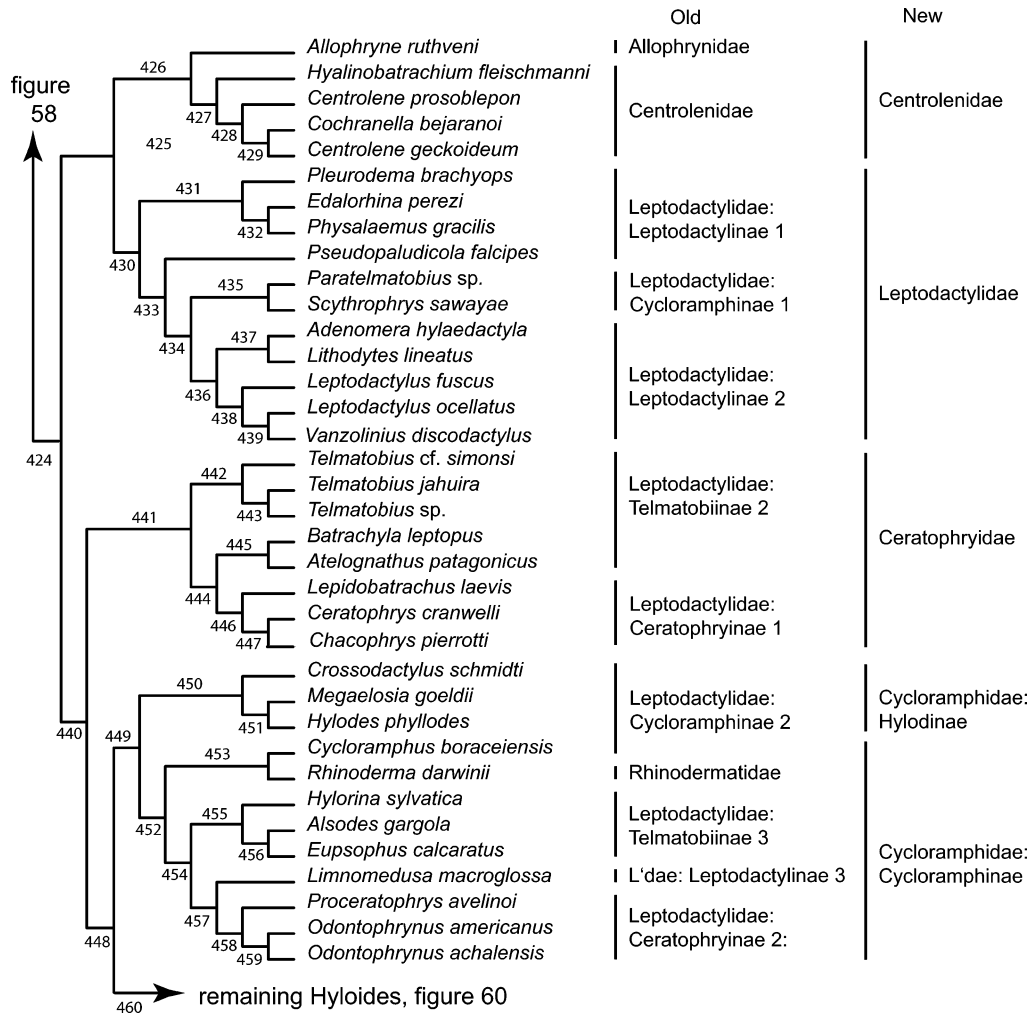 Old
New
figure
58
Allophryne ruthveni
Allophrynidae
426
Hyalinobatrachium fleischmanni
Centrolene prosoblepon
427
Centrolenidae
Centrolenidae
Cochranella bejaranoi
428
425
Centrolene geckoideum
429
Pleurodema brachyops
431
Edalorhina perezi
Leptodactylidae:
Leptodactylinae 1
Physalaemus gracilis
432
Pseudopaludicola falcipes
430
Paratelmatobius sp.
435
Leptodactylidae:
Cycloramphinae 1
Leptodactylidae
Scythrophrys sawayae
433
Adenomera hylaedactyla
437
434
Lithodytes lineatus
Leptodactylus fuscus
Leptodactylidae:
Leptodactylinae 2
436
Leptodactylus ocellatus
438
Vanzolinius discodactylus
439
424
Telmatobius cf. simonsi
442
Telmatobius jahuira
Leptodactylidae:
Telmatobiinae 2
Telmatobius sp.
443
441
Batrachyla leptopus
445
Ceratophryidae
Atelognathus patagonicus
Lepidobatrachus laevis
444
Leptodactylidae:
Ceratophryinae 1
Ceratophrys cranwelli
446
Chacophrys pierrotti
447
Crossodactylus schmidti
450
Megaelosia goeldii
Leptodactylidae:
Cycloramphinae 2
Cycloramphidae:
Hylodinae
Hylodes phyllodes
451
440
449
Cycloramphus boraceiensis
453
Rhinoderma darwinii
Rhinodermatidae
Hylorina sylvatica
455
452
Alsodes gargola
Leptodactylidae:
Telmatobiinae 3
Eupsophus calcaratus
456
Cycloramphidae:
Cycloramphinae
454
Limnomedusa macroglossa
L‘dae: Leptodactylinae 3
Proceratophrys avelinoi
457
Leptodactylidae:
Ceratophryinae 2:
Odontophrynus americanus
458
448
Odontophrynus achalensis
459
460
remaining Hyloides, figure 60